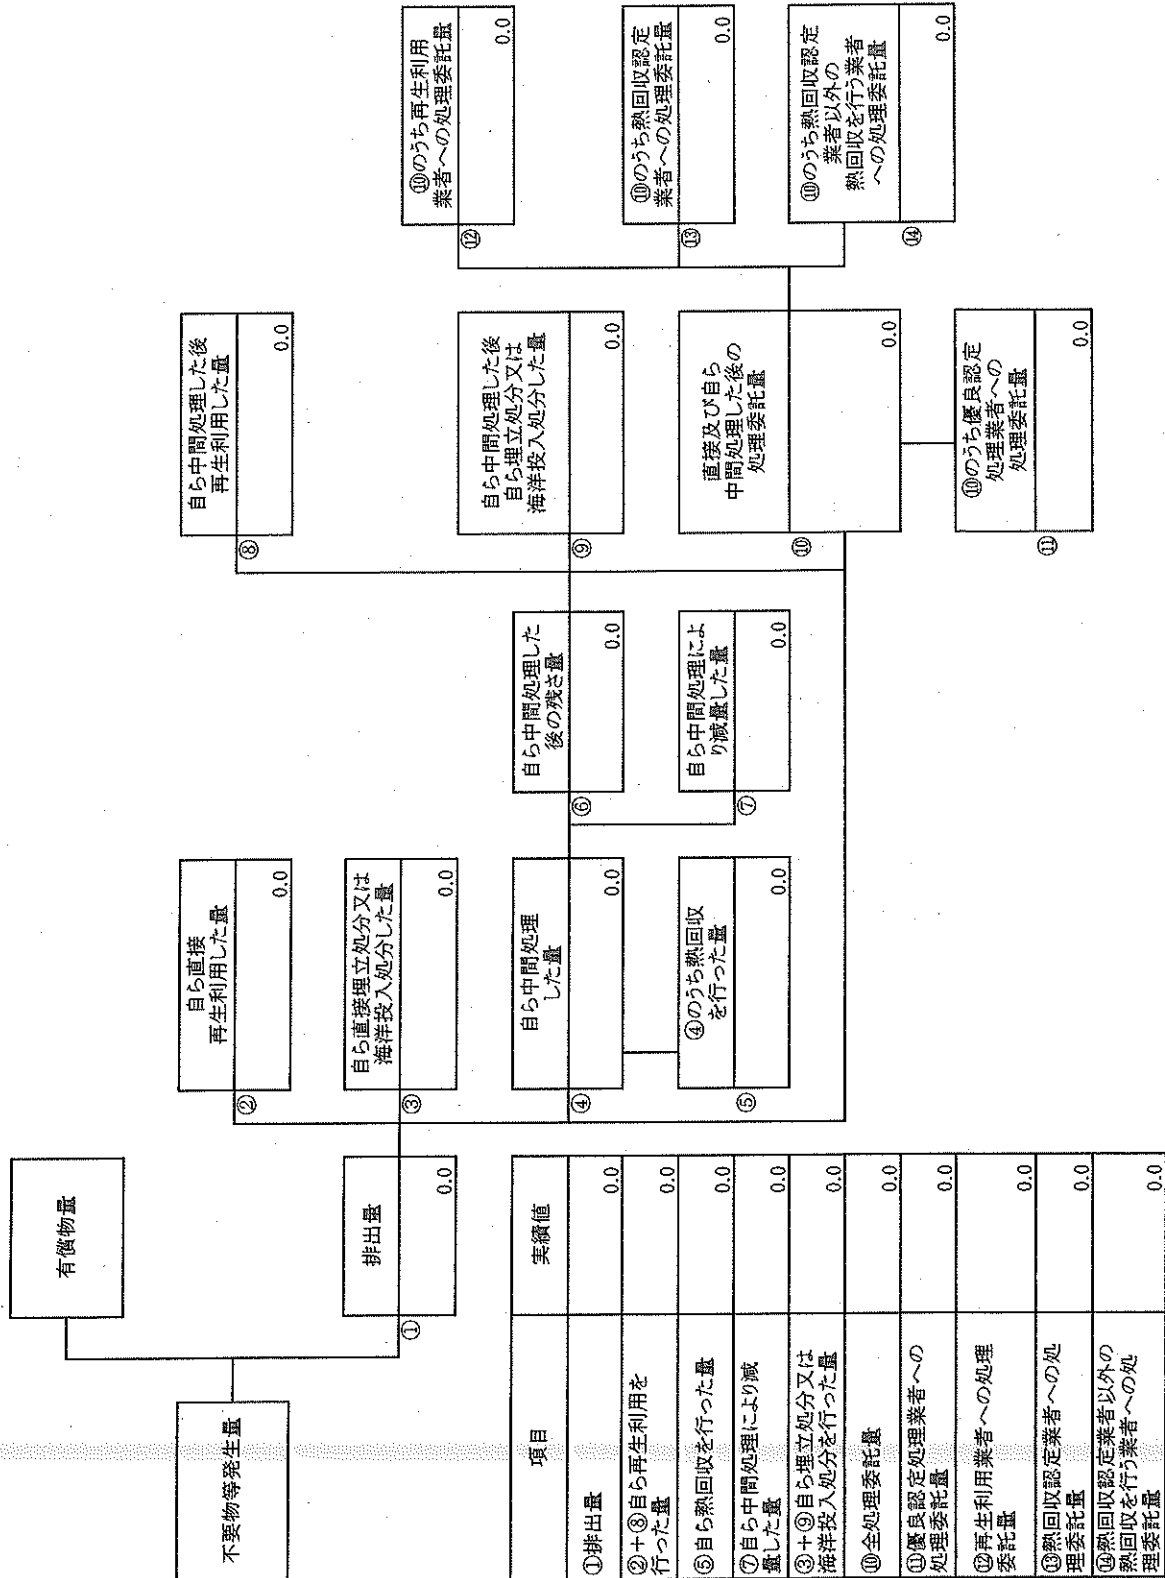 不要物等発生量
有償物量
①
排出量
0.0
②
自ら直接
再生利用した量
0.0
③
自ら直接埋立処分又は
海洋投入処分した量
0.0
④
自ら中間処理
した量
0.0
⑤
④のうち熱回収
を行った量
0.0
⑥
自ら中間処理した
後の残さ量
0.0
⑦
自ら中間処理によ
り減量した量
0.0
⑧
自ら中間処理した後
再生利用した量
0.0
⑨
自ら中間処理した後
自ら埋立処分又は
海洋投入処分した量
0.0
⑩
直接及び自ら
中間処理した後の
処理委託量
0.0
⑪
⑩のうち優良認定
処理業者への
処理委託量
0.0
⑫
⑩のうち再生利用
業者への処理委託量
0.0
⑬
⑩のうち熱回収認定
業者への処理委託量
0.0
⑭
⑩のうち熱回収認定
業者以外の
熱回収を行う業者
への処理委託量
0.0
項目 実績値
①排出量 0.0
②+⑧自ら再生利用を
行った量 0.0
⑤自ら熱回収を行った量 0.0
⑦自ら中間処理により減
量した量 0.0
③+⑨自ら埋立処分又は
海洋投入処分を行った量 0.0
⑩全処理委託量 0.0
⑪優良認定処理業者への
処理委託量 0.0
⑫再生利用業者への処理
委託量 0.0
⑬熱回収認定業者への処
理委託量 0.0
⑭熱回収認定業者以外の
熱回収を行う業者への処
理委託量 0.0